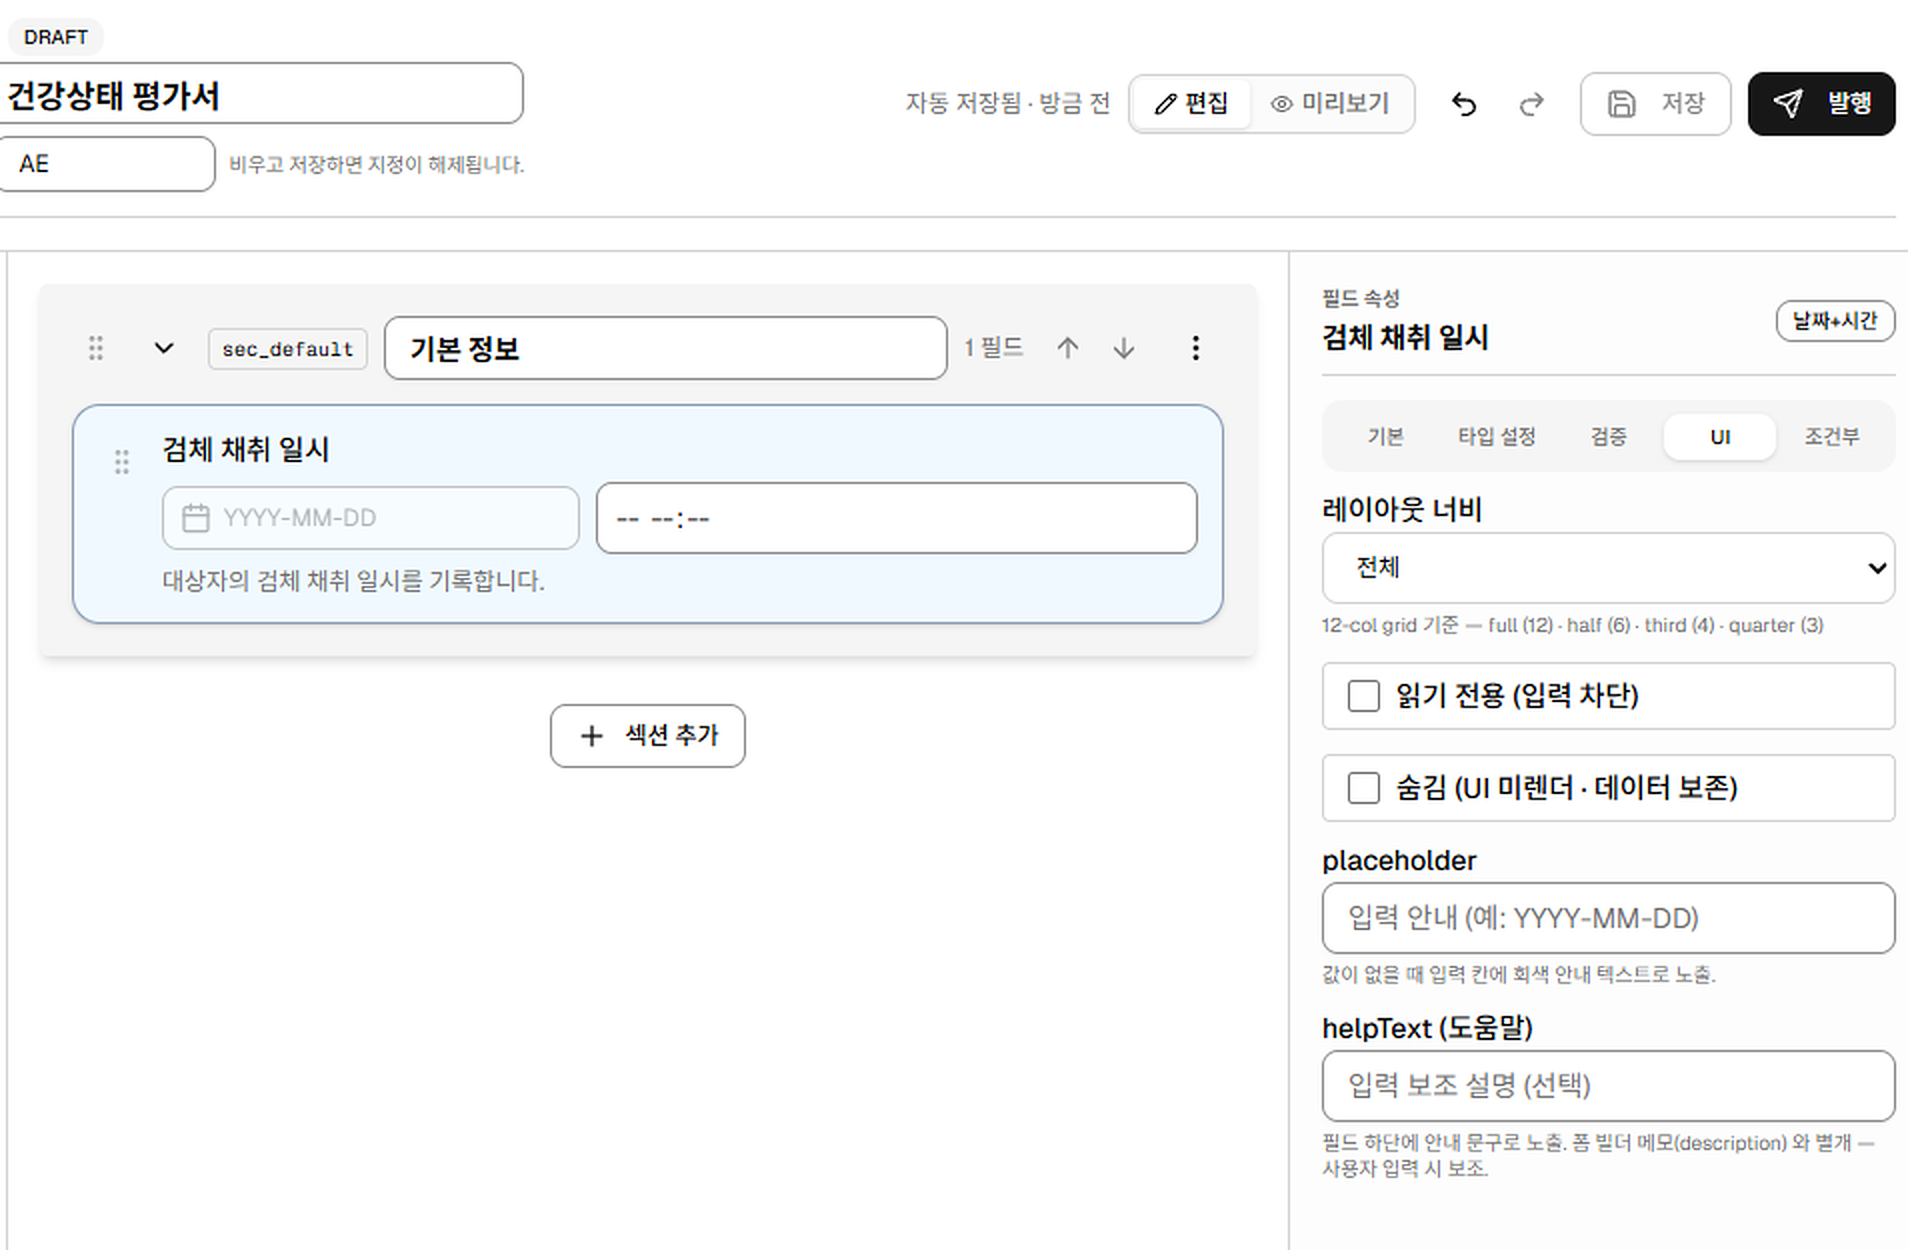 DRAFT
건강상태 평가서
AE
비우고 저장하면 지정이 해제됩니다.
자동 저장됨 · 방금 전
편집
미리보기
저장
발행
sec_default
기본 정보
1 필드
검체 채취 일시
YYYY-MM-DD
-- --:--
대상자의 검체 채취 일시를 기록합니다.
섹션 추가
필드 속성
검체 채취 일시
날짜+시간
기본
타입 설정
검증
UI
조건부
레이아웃 너비
전체
12-col grid 기준 — full (12) · half (6) · third (4) · quarter (3)
읽기 전용 (입력 차단)
숨김 (UI 미렌더 · 데이터 보존)
placeholder
입력 안내 (예: YYYY-MM-DD)
값이 없을 때 입력 칸에 회색 안내 텍스트로 노출.
helpText (도움말)
입력 보조 설명 (선택)
필드 하단에 안내 문구로 노출. 폼 빌더 메모(description) 와 별개 —
사용자 입력 시 보조.